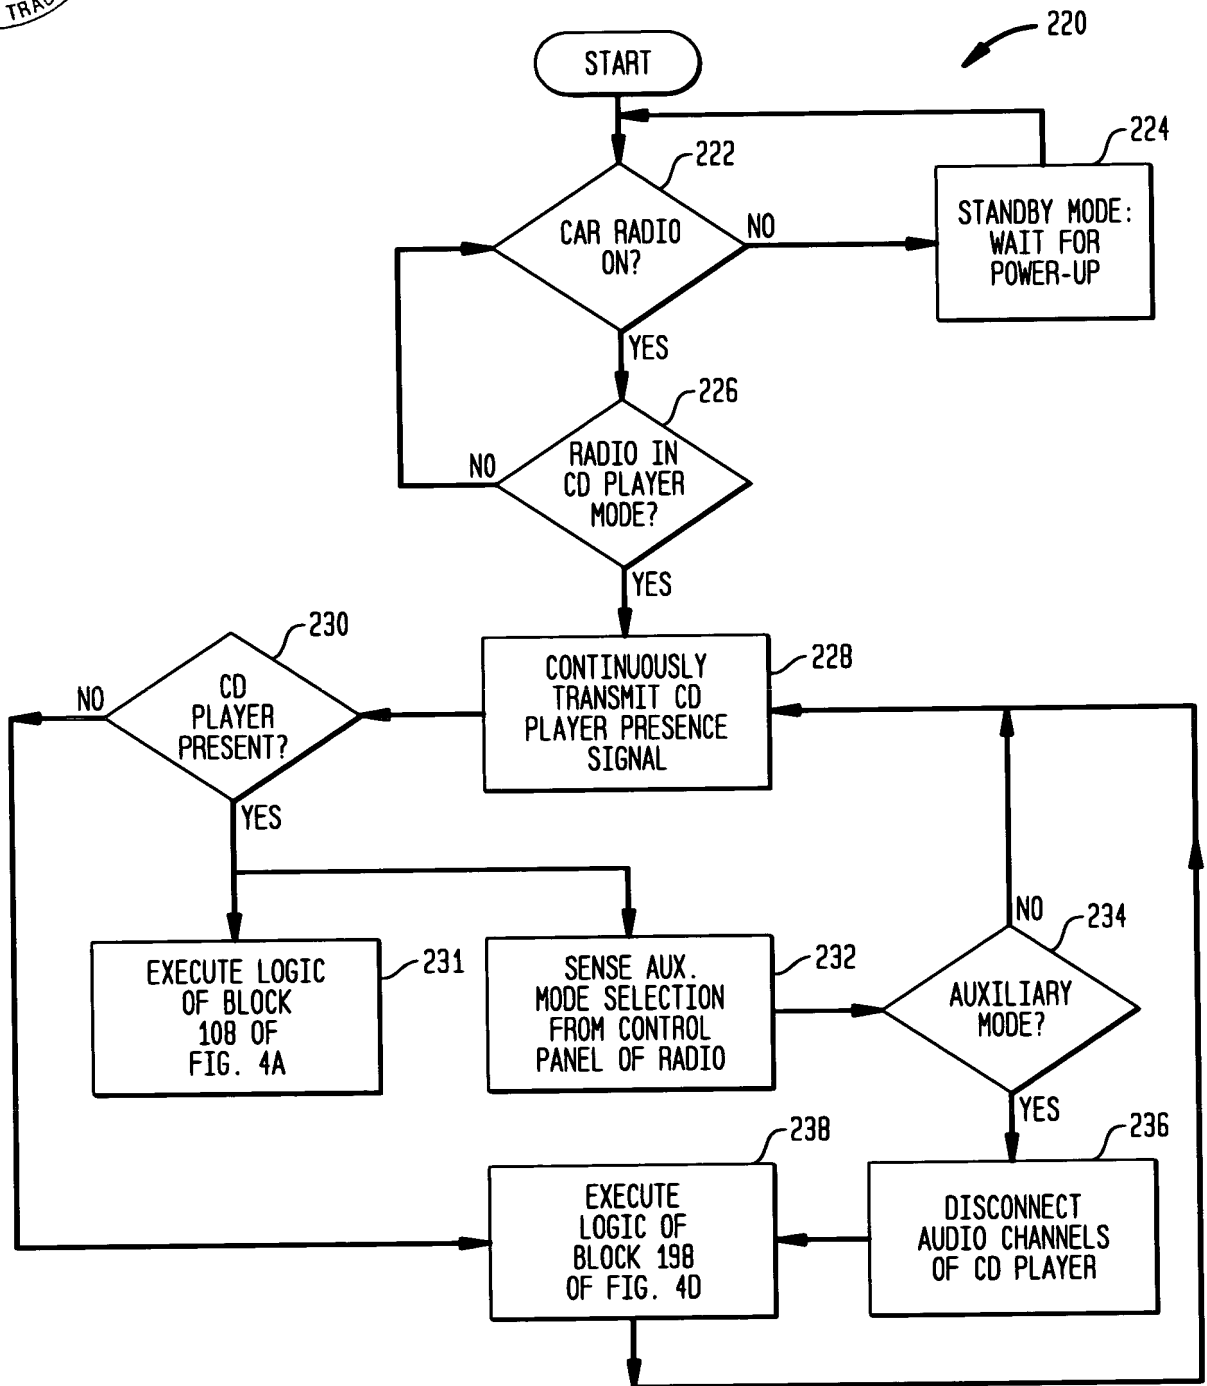 TRAD
220
START
224
222
STANDBY MODE:
WAIT FOR
POWER-UP
CAR RADIO
ON?
NO
YES
226
RADIO IN
CD PLAYER
MODE?
NO
YES
230
CD
PLAYER
PRESENT?
NO
YES
228
CONTINUOUSLY
TRANSMIT CD
PLAYER PRESENCE
SIGNAL
231
EXECUTE LOGIC
OF BLOCK
108 OF
FIG. 4A
232
SENSE AUX.
MODE SELECTION
FROM CONTROL
PANEL OF RADIO
NO
234
AUXILIARY
MODE?
YES
238
EXECUTE
LOGIC OF
BLOCK 198
OF FIG. 4D
236
DISCONNECT
AUDIO CHANNELS
OF CD PLAYER